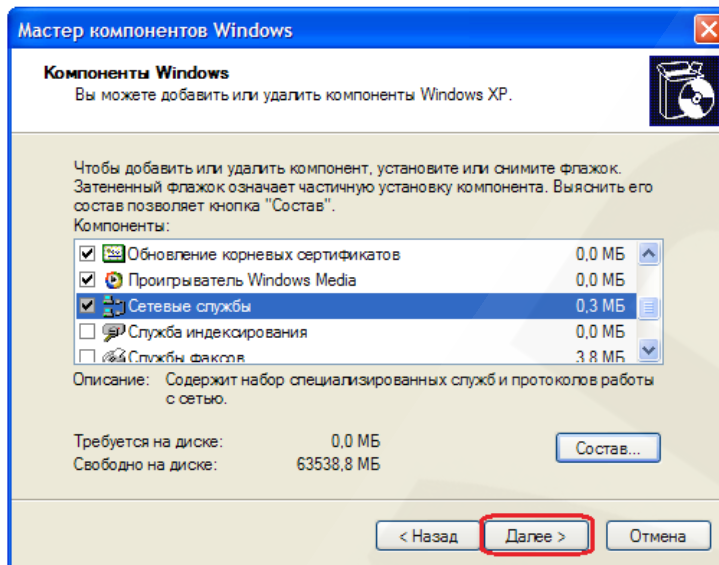 Мастер компонентов Windows
Компоненты Windows
Вы можете добавить или удалить компоненты Windows XP.
Чтобы добавить или удалить компонент, установите или снимите флажок.
Затененный флажок означает частичную установку компонента. Выяснить его
состав позволяет кнопка "Состав".
Компоненты:
Обновление корневых сертификатов 0,0 МБ
Проигрыватель Windows Media 0,0 МБ
Сетевые службы 0,3 МБ
Служба индексирования 0,0 МБ
Службы факсов 3,8 МБ
Описание: Содержит набор специализированных служб и протоколов работы
с сетью.
Требуется на диске: 0,0 МБ
Состав...
Свободно на диске: 63538,8 МБ
< Назад Далее > Отмена